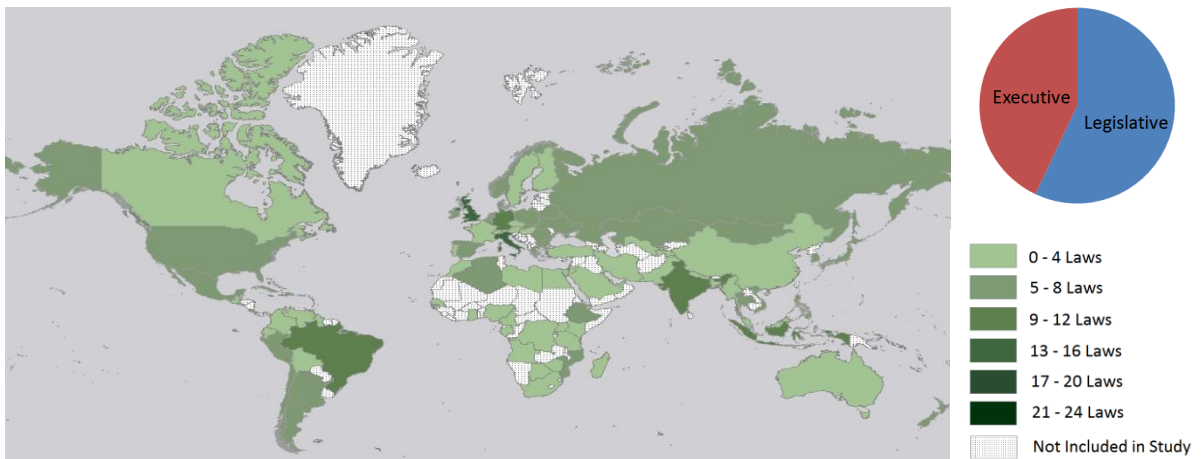 Executive
Legislative
0 - 4 Laws
5 - 8 Laws
9 - 12 Laws
13 - 16 Laws
17 - 20 Laws
21 - 24 Laws
Not Included in Study